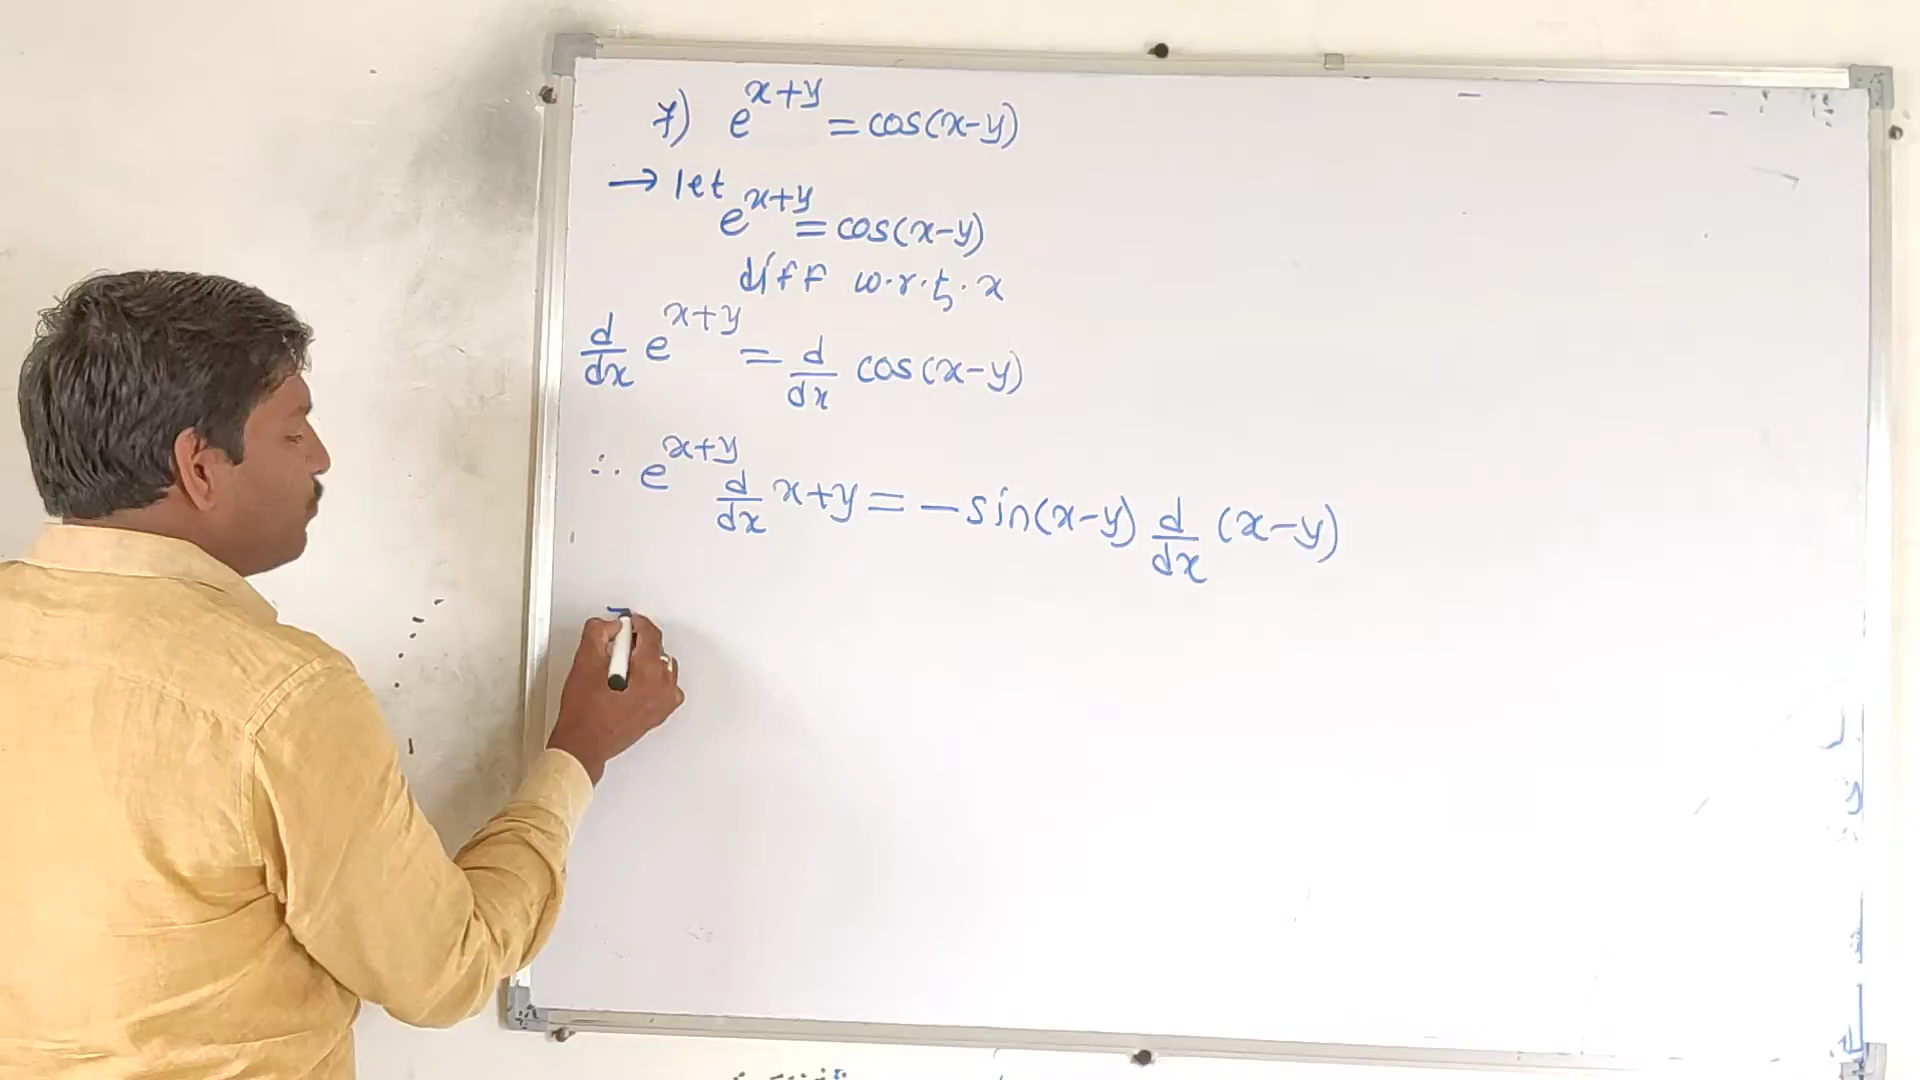 7) e^{x+y} = cos(x-y)
→ let
e^{x+y} = cos(x-y)
diff w.r.t. x
d/dx e^{x+y} = d/dx cos(x-y)
∴ e^{x+y} d/dx x+y = -sin(x-y) d/dx (x-y)